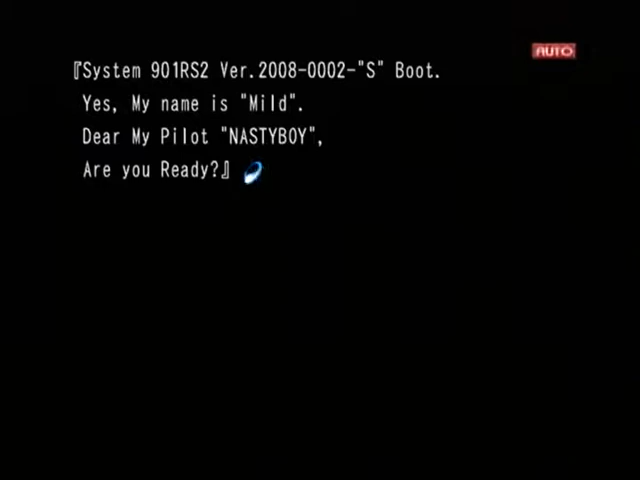 AUTO
『System 901RS2 Ver.2008-0002-"S" Boot.
Yes, My name is "Mild".
Dear My Pilot "NASTYBOY",
Are you Ready?』